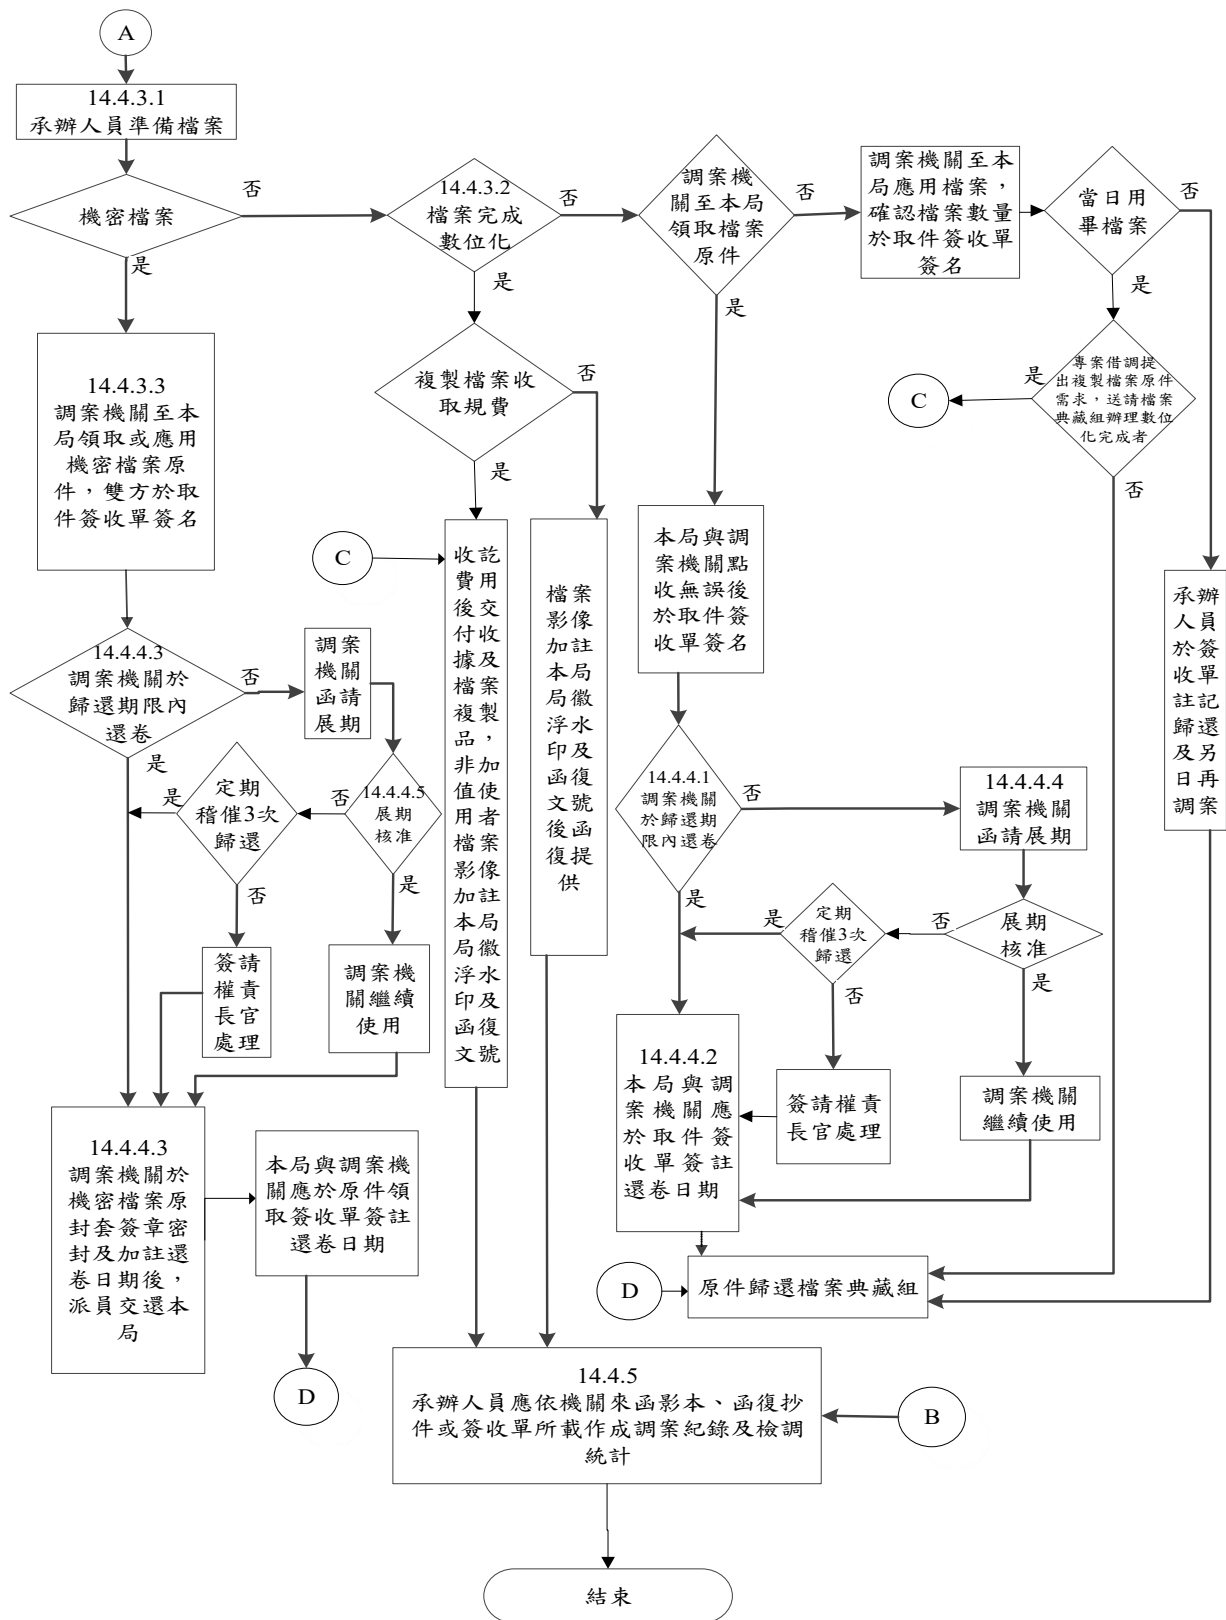 A
14.4.3.1
承辦人員準備檔案
機密檔案
否
是
14.4.3.2
檔案完成
數位化
否
是
調案機
關至本局
領取檔案
原件
否
是
調案機關至本
局應用檔案，
確認檔案數量
於取件簽收單
簽名
當日用
畢檔案
否
是
專案借調提
出複製檔案原件
需求，送請檔案
典藏組辦理數位
化完成者
是
否
C
14.4.3.3
調案機關至本
局領取或應用
機密檔案原
件，雙方於取
件簽收單簽名
複製檔案收
取規費
否
是
C
收訖
費用
後交
付收
據及
檔案
複製
品，
非加
值使
用者
檔案
影像
加註
本局
局徽
浮水
印及
函復
文號
檔案
影像
加註
本局
局徽
浮水
印及
函復
文號
後函
復提
供
本局與調
案機關點
收無誤後
於取件簽
收單簽名
承辦
人員
於簽
收單
註記
歸還
及另
日再
調案
14.4.4.3
調案機關於
歸還期限內
還卷
否
是
調案
機關
函請
展期
14.4.4.5
展期
核准
否
是
定期
稽催3次
歸還
是
否
簽請
權責
長官
處理
調案機
關繼續
使用
14.4.4.1
調案機關
於歸還期
限內還卷
否
是
14.4.4.4
調案機關
函請展期
展期
核准
否
是
定期
稽催3次
歸還
是
否
14.4.4.2
本局與調
案機關應
於取件簽
收單簽註
還卷日期
簽請權責
長官處理
調案機關
繼續使用
14.4.4.3
調案機關於
機密檔案原
封套簽章密
封及加註還
卷日期後，
派員交還本
局
本局與調案機
關應於原件領
取簽收單簽註
還卷日期
D
D
原件歸還檔案典藏組
14.4.5
承辦人員應依機關來函影本、函復抄
件或簽收單所載作成調案紀錄及檢調
統計
B
結束